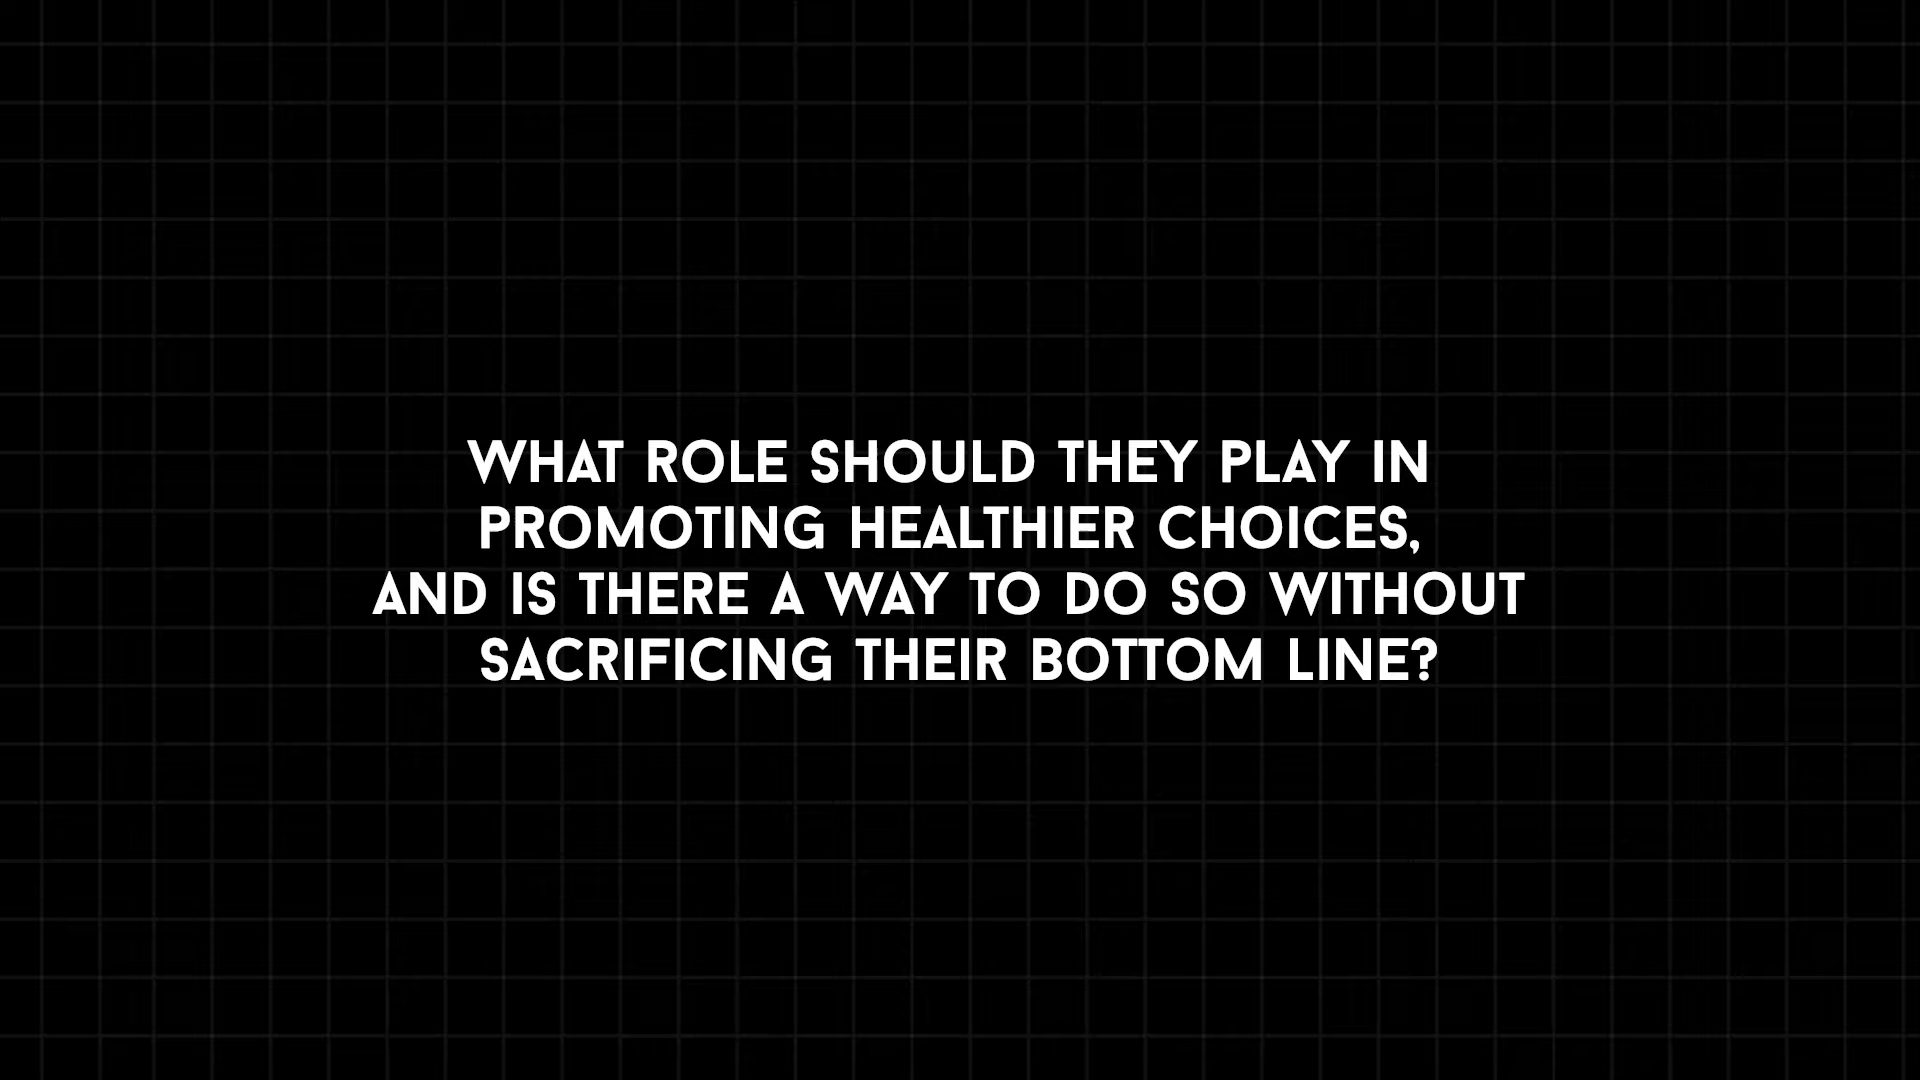 WHAT ROLE SHOULD THEY PLAY IN
PROMOTING HEALTHIER CHOICES,
AND IS THERE A WAY TO DO SO WITHOUT
SACRIFICING THEIR BOTTOM LINE?